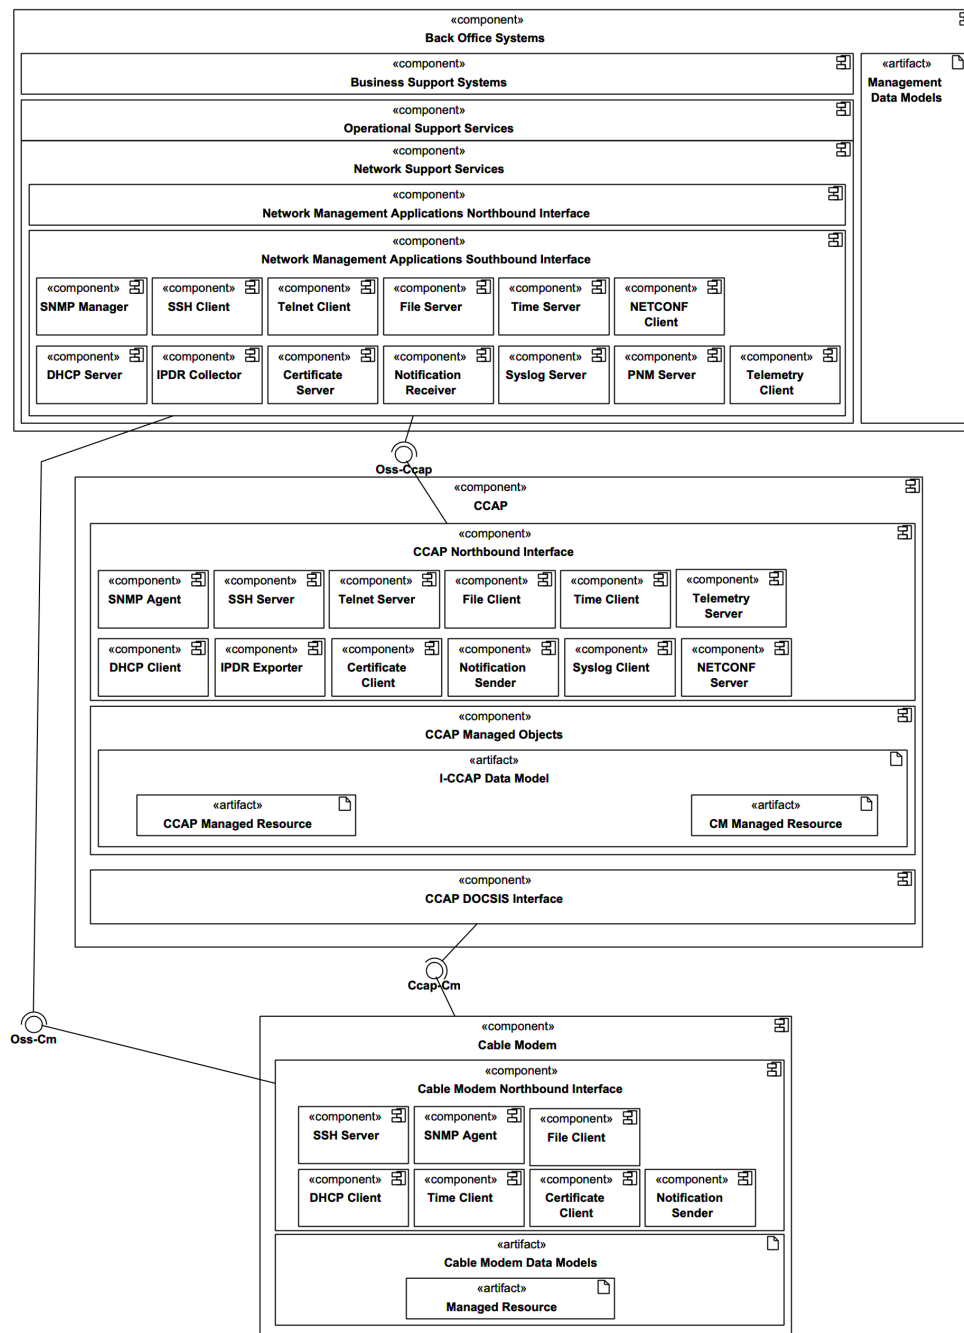 «component»
Back Office Systems
«component»
Business Support Systems
«artifact»
Management
Data Models
«component»
Operational Support Services
«component»
Network Support Services
«component»
Network Management Applications Northbound Interface
«component»
Network Management Applications Southbound Interface
«component»
SNMP Manager
«component»
SSH Client
«component»
Telnet Client
«component»
File Server
«component»
Time Server
«component»
NETCONF
Client
«component»
DHCP Server
«component»
IPDR Collector
«component»
Certificate
Server
«component»
Notification
Receiver
«component»
Syslog Server
«component»
PNM Server
«component»
Telemetry
Client
Oss-Ccap
«component»
CCAP
«component»
CCAP Northbound Interface
«component»
SNMP Agent
«component»
SSH Server
«component»
Telnet Server
«component»
File Client
«component»
Time Client
«component»
Telemetry
Server
«component»
DHCP Client
«component»
IPDR Exporter
«component»
Certificate
Client
«component»
Notification
Sender
«component»
Syslog Client
«component»
NETCONF
Server
«component»
CCAP Managed Objects
«artifact»
I-CCAP Data Model
«artifact»
CCAP Managed Resource
«artifact»
CM Managed Resource
«component»
CCAP DOCSIS Interface
Ccap-Cm
Oss-Cm
«component»
Cable Modem
«component»
Cable Modem Northbound Interface
«component»
SSH Server
«component»
SNMP Agent
«component»
File Client
«component»
DHCP Client
«component»
Time Client
«component»
Certificate
Client
«component»
Notification
Sender
«artifact»
Cable Modem Data Models
«artifact»
Managed Resource